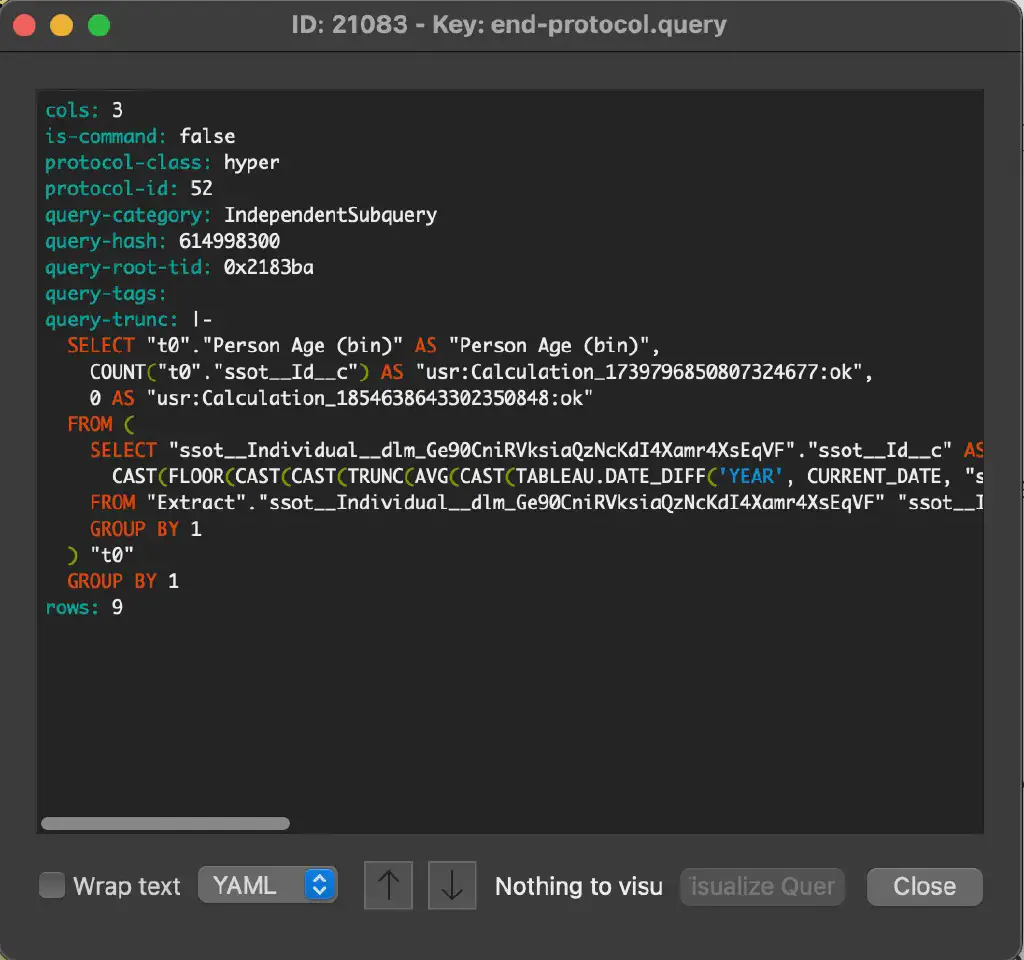 ID: 21083 - Key: end-protocol.query
cols: 3
is-command: false
protocol-class: hyper
protocol-id: 52
query-category: IndependentSubquery
query-hash: 614998300
query-root-tid: 0x2183ba
query-tags:
query-trunc: |-
SELECT "t0"."Person Age (bin)" AS "Person Age (bin)",
COUNT("t0"."ssot__Id__c") AS "usr:Calculation_1739796850807324677:ok",
0 AS "usr:Calculation_1854638643302350848:ok"
FROM (
SELECT "ssot__Individual__dlm_Ge90CniRVksiaQzNcKdI4Xamr4XsEqVF"."ssot__Id__c" AS
CAST(FLOOR(CAST(CAST(TRUNC(AVG(CAST(TABLEAU.DATE_DIFF('YEAR', CURRENT_DATE, "s
FROM "Extract"."ssot__Individual__dlm_Ge90CniRVksiaQzNcKdI4Xamr4XsEqVF" "ssot__I
GROUP BY 1
) "t0"
GROUP BY 1
rows: 9
Wrap text YAML ↑ ↓ Nothing to visu isualize Quer Close